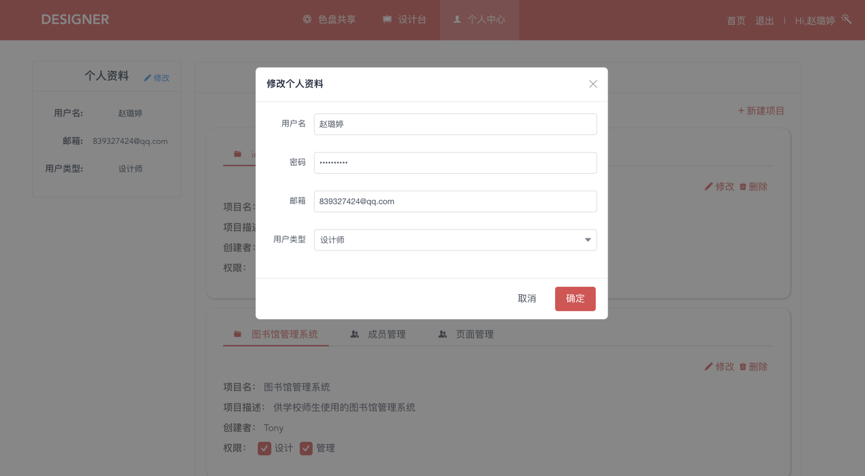 DESIGNER
色盘共享
设计台
个人中心
首页 退出 | Hi,赵璐婷
个人资料 修改
用户名: 赵璐婷
邮箱: 839327424@qq.com
用户类型: 设计师
修改个人资料
用户名 赵璐婷
密码 ••••••••••
邮箱 839327424@qq.com
用户类型 设计师
取消 确定
+ 新建项目
修改 删除
项目名:
项目描述
创建者:
权限:
图书馆管理系统 成员管理 页面管理
修改 删除
项目名: 图书馆管理系统
项目描述: 供学校师生使用的图书馆管理系统
创建者: Tony
权限: 设计 管理